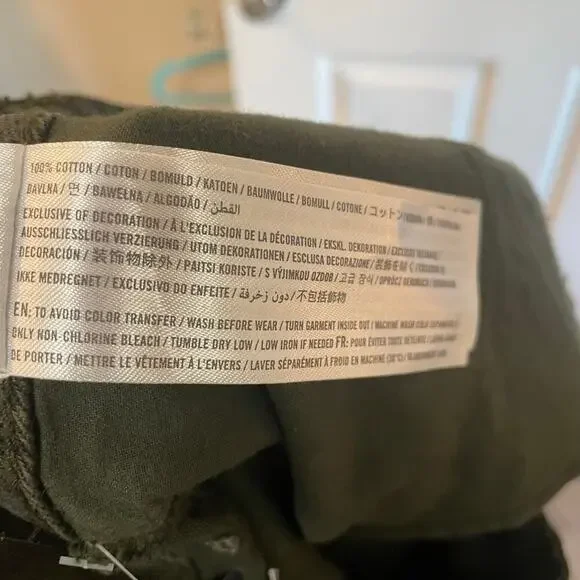 100% COTTON / COTON / BOMULD / KATOEN / BAUMWOLLE / BOMULL / COTONE / コットン
BAVLNA / 면 / BAWEŁNA / ALGODÃO / القطن
EXCLUSIVE OF DECORATION / À L'EXCLUSION DE LA DÉCORATION / EKSKL. DEKORATION /
AUSSCHLIESSLICH VERZIERUNG / UTOM DEKORATIONEN / ESCLUSA DECORAZIONE / 装飾を除く /
DECORACIÓN / 装饰物除外 / PAITSI KORISTE / S VÝJIMKOU OZDOB / 고급 장식 / OPRÓCZ
IKKE MEDREGNET / EXCLUSIVO DO ENFEITE / دون زخرفة / 不包括飾物
EN: TO AVOID COLOR TRANSFER / WASH BEFORE WEAR / TURN GARMENT INSIDE OUT / MACHINE WASH COLD
ONLY NON-CHLORINE BLEACH / TUMBLE DRY LOW / LOW IRON IF NEEDED FR: POUR ÉVITER TOUTE
DE PORTER / METTRE LE VÊTEMENT À L'ENVERS / LAVER SÉPARÉMENT À FROID EN MACHINE (30°C) /